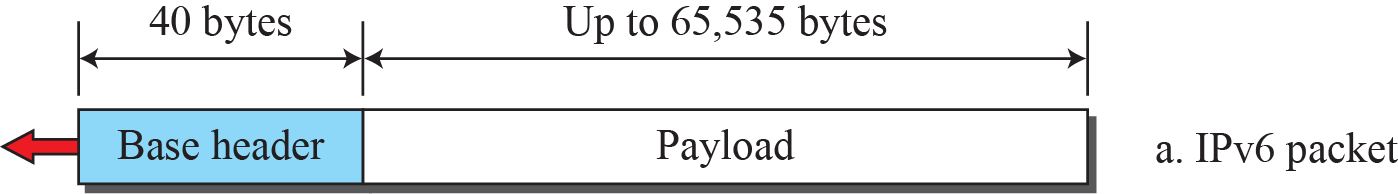 40 bytes
Up to 65,535 bytes
Base header
Payload
a. IPv6 packet